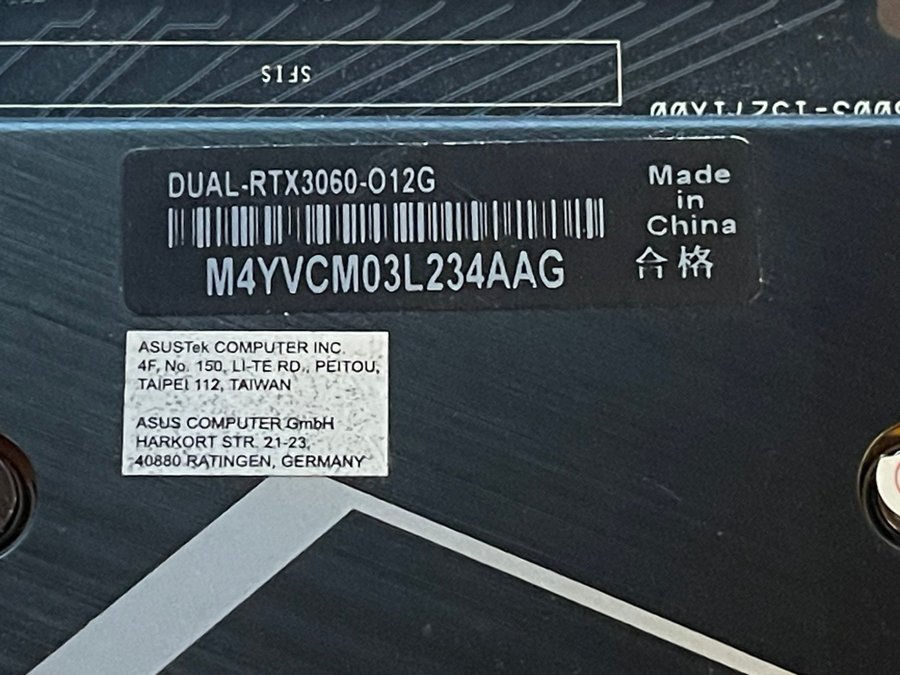 SFIS
DUAL-RTX3060-O12G
M4YVCM03L234AAG
Made
in
China
合格
ASUSTek COMPUTER INC.
4F, No. 150, LI-TE RD., PEITOU,
TAIPEI 112, TAIWAN
ASUS COMPUTER GmbH
HARKORT STR. 21-23,
40880 RATINGEN, GERMANY